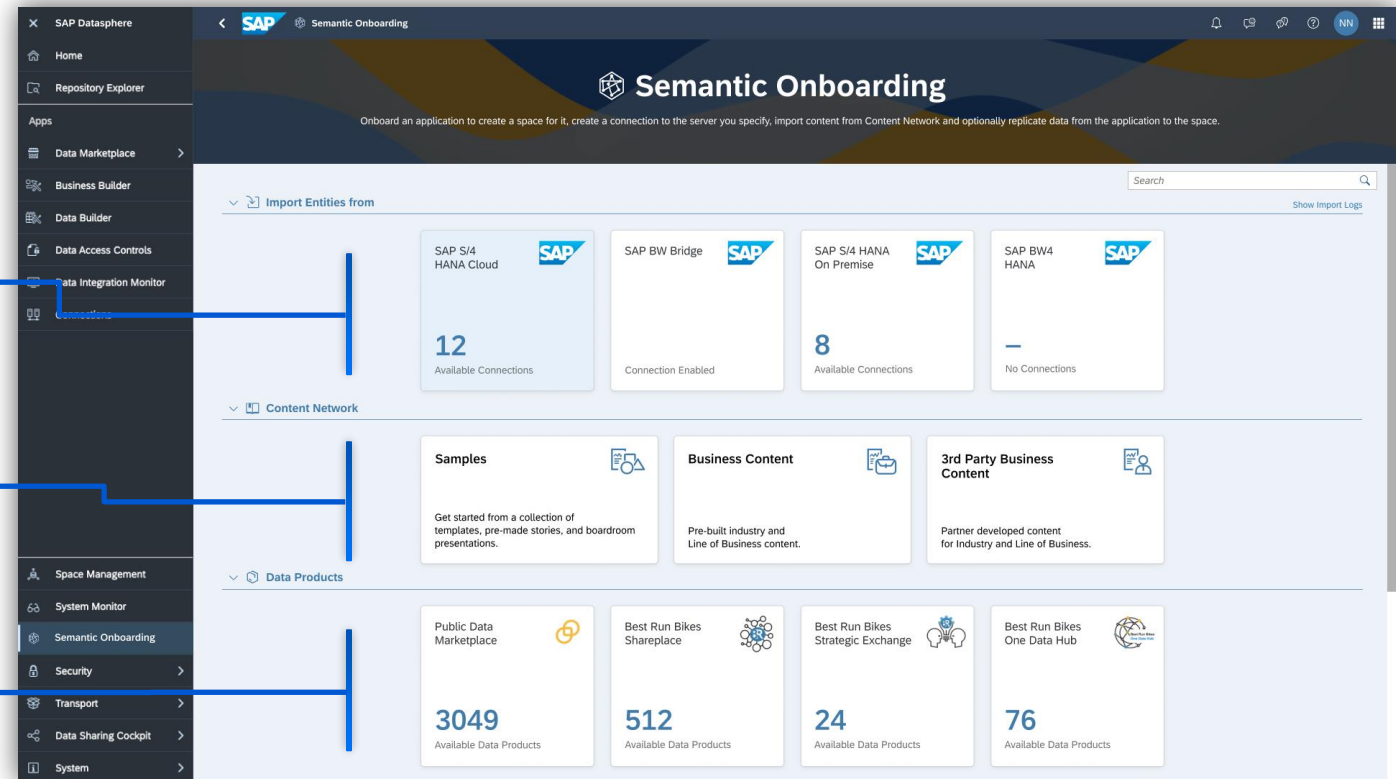 SAP Datasphere
SAP
Semantic Onboarding
NN
Home
Repository Explorer
Apps
Data Marketplace
Business Builder
Data Builder
Data Access Controls
Data Integration Monitor
Connections
Space Management
System Monitor
Semantic Onboarding
Security
Transport
Data Sharing Cockpit
System
Semantic Onboarding
Onboard an application to create a space for it, create a connection to the server you specify, import content from Content Network and optionally replicate data from the application to the space.
Search
Import Entities from
Show Import Logs
SAP S/4
HANA Cloud
SAP
12
Available Connections
SAP BW Bridge
SAP
Connection Enabled
SAP S/4 HANA
On Premise
SAP
8
Available Connections
SAP BW4
HANA
SAP
–
No Connections
Content Network
Samples
Get started from a collection of
templates, pre-made stories, and boardroom
presentations.
Business Content
Pre-built industry and
Line of Business content.
3rd Party Business
Content
Partner developed content
for Industry and Line of Business.
Data Products
Public Data
Marketplace
3049
Available Data Products
Best Run Bikes
Shareplace
512
Available Data Products
Best Run Bikes
Strategic Exchange
24
Available Data Products
Best Run Bikes
One Data Hub
76
Available Data Products